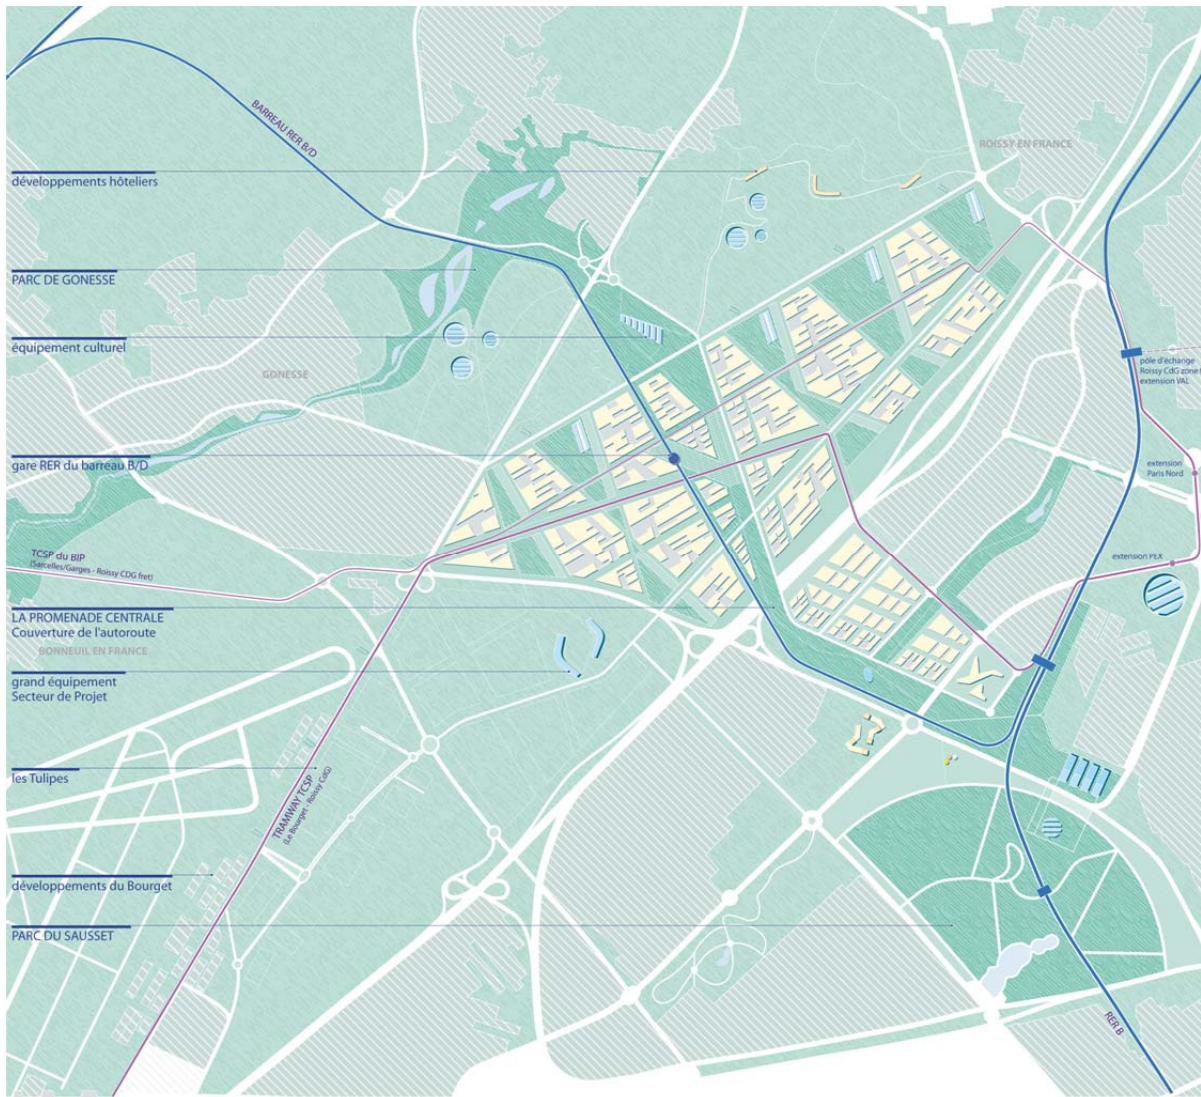 BARREAU RER B/D
ROISSY EN FRANCE
développements hôteliers
PARC DE GONESSE
équipement culturel
GONESSE
pôle d'échange
Roissy CdG zone
extension VAL
gare RER du barreau B/D
extension
Paris Nord
TCSP du BIP
(Sarcelles/Garges - Roissy CDG fret)
extension PEX
LA PROMENADE CENTRALE
Couverture de l'autoroute
BONNEUIL EN FRANCE
grand équipement
Secteur de Projet
les Tulipes
TRAMWAY TCSP
(Le Bourget - Roissy CdG)
développements du Bourget
PARC DU SAUSSET
RER B